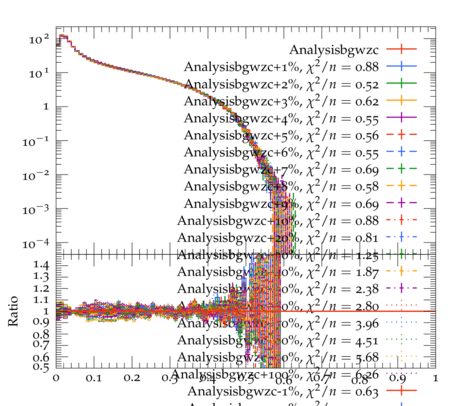 10²
10¹
1
10⁻¹
10⁻²
10⁻³
10⁻⁴
Analysisbgwzc
Analysisbgwzc+1%, χ²/n = 0.88
Analysisbgwzc+2%, χ²/n = 0.52
Analysisbgwzc+3%, χ²/n = 0.62
Analysisbgwzc+4%, χ²/n = 0.55
Analysisbgwzc+5%, χ²/n = 0.56
Analysisbgwzc+6%, χ²/n = 0.55
Analysisbgwzc+7%, χ²/n = 0.69
Analysisbgwzc+8%, χ²/n = 0.58
Analysisbgwzc+9%, χ²/n = 0.69
Analysisbgwzc+10%, χ²/n = 0.88
Analysisbgwzc+20%, χ²/n = 0.81
χ²/n = 1.25
χ²/n = 1.87
χ²/n = 2.38
χ²/n = 2.80
χ²/n = 3.96
χ²/n = 4.51
χ²/n = 5.68
Analysisbgwzc+100%, χ²/n = 6.26
Analysisbgwzc-1%, χ²/n = 0.63
Ratio
1.4
1.3
1.2
1.1
1
0.9
0.8
0.7
0.6
0.5
0 0.1 0.2 0.3 0.4 0.5 0.6 0.7 0.8 0.9 1